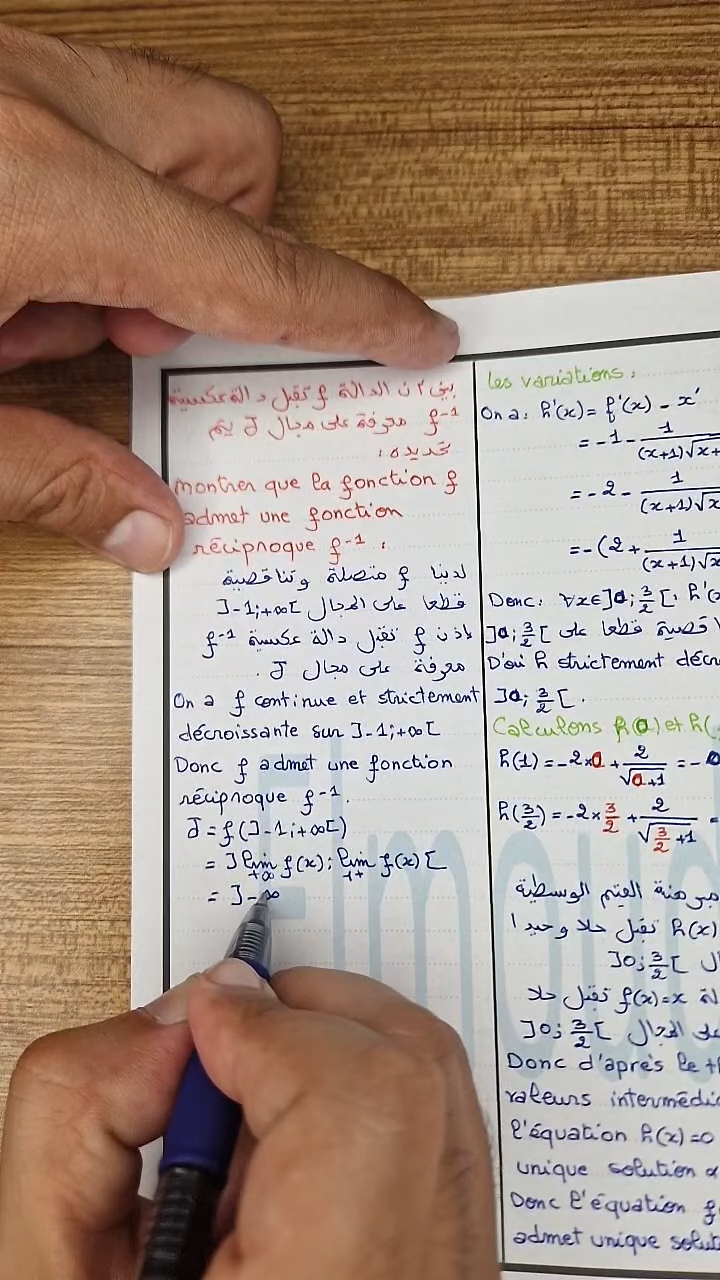 بين أن الدالة f تقبل دالة عكسية
f⁻¹ معرفة على مجال J يتم
تحديده:
montrer que la fonction f
admet une fonction
réciproque f⁻¹.
لدينا f متصلة وتناقصية
قطعا على المجال ]-1;+∞[
إذن f تقبل دالة عكسية f⁻¹
معرفة على مجال J.
On a f continue et strictement
décroissante sur ]-1;+∞[
Donc f admet une fonction
réciproque f⁻¹.
J = f(]-1;+∞[)
= ]lim f(x); lim f(x)[
+∞
= ]-∞
les variations:
On a: h'(x) = f'(x) - x'
= -1 - 1/((x+1)√x+
= -2 - 1/((x+1)√x
= -(2 + 1/((x+1)√x
Donc: ∀x∈]0;3/2[: h'(x
قصية قطعا على ]0;3/2[
D'où h strictement décr
]0;3/2[.
Calculons h(0) et h(
h(1) = -2×0 + 2/√(0+1) = -0
h(3/2) = -2×3/2 + 2/√(3/2+1) =
مبرهنة القيم الوسطية
h(x) تقبل حلا وحيدا
]0;3/2[
f(x)=x تقبل حلا
المجال ]0;3/2[
Donc d'après le th
valeurs intermédi
l'équation h(x)=0
unique solution α
Donc l'équation f
admet unique solut
Elmoud